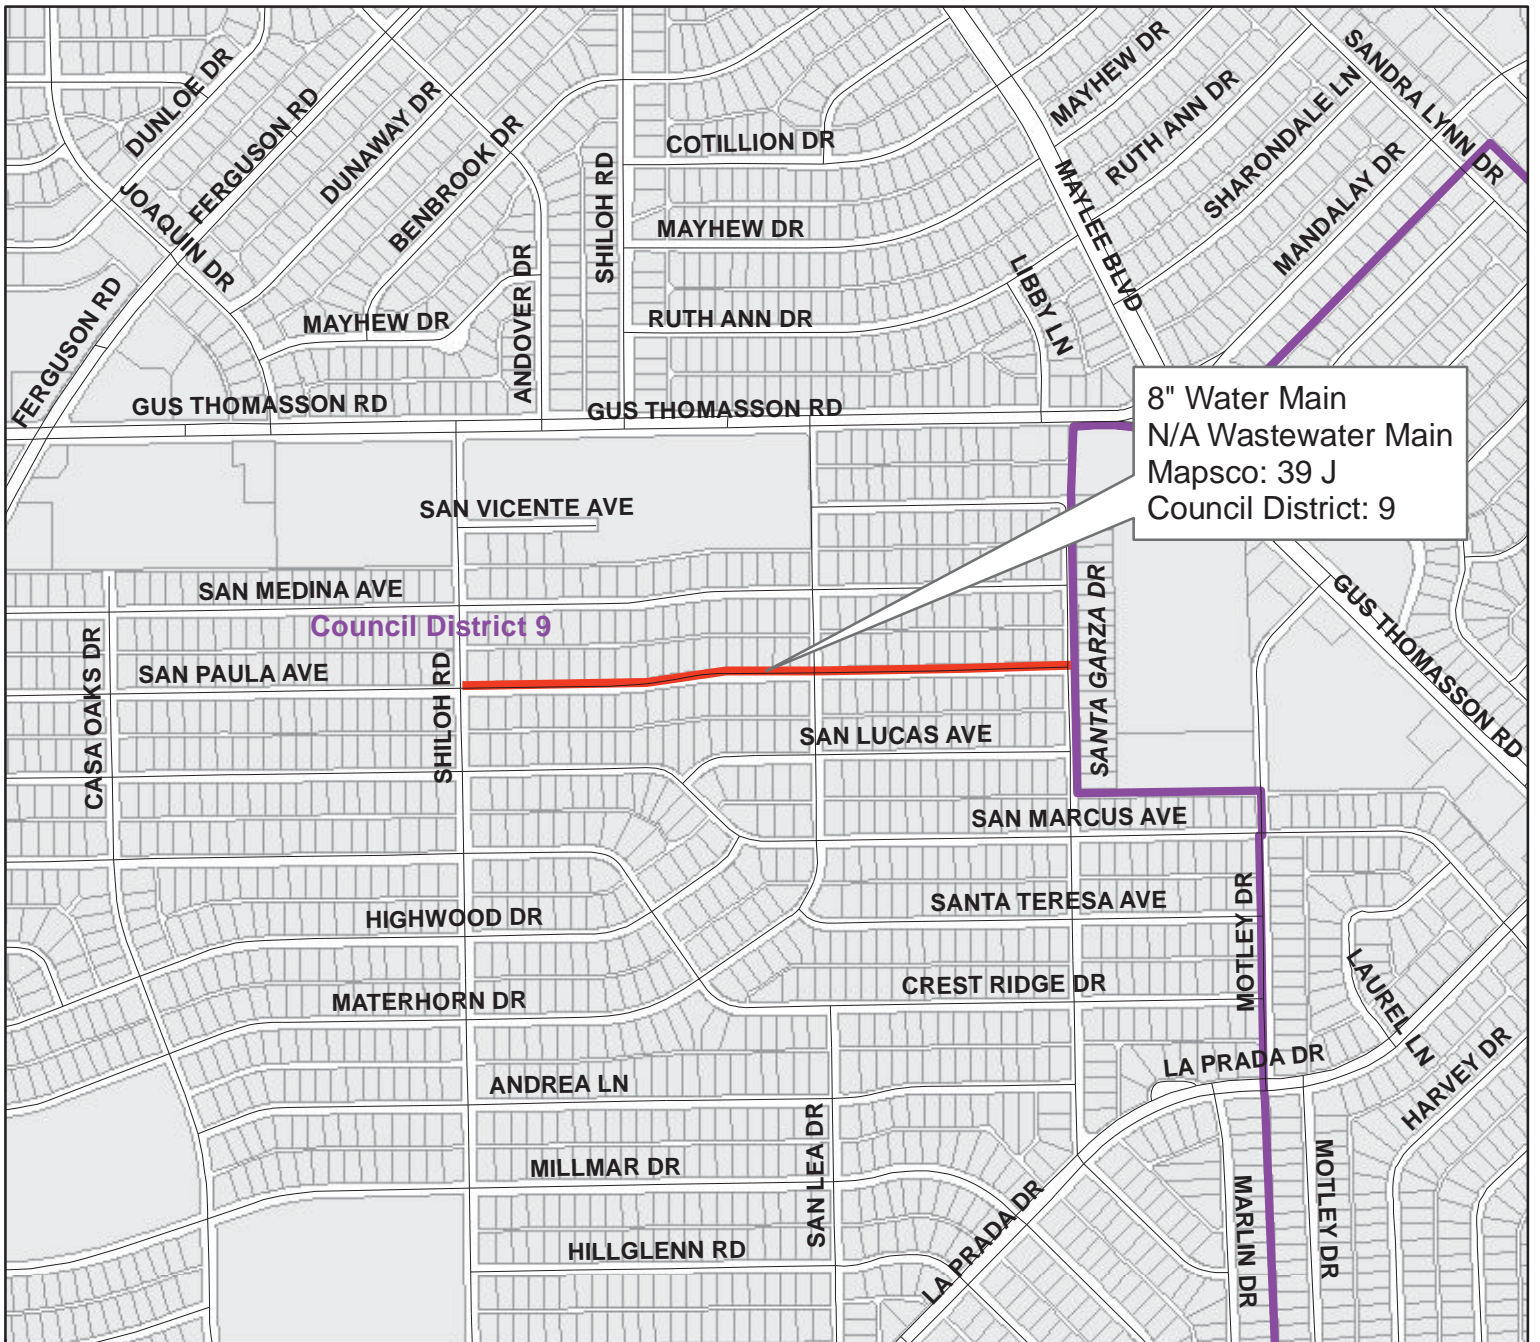 DUNLOE DR
FERGUSON RD
DUNAWAY DR
BENBROOK DR
JOAQUIN DR
FERGUSON RD
MAYHEW DR
ANDOVER DR
SHILOH RD
COTILLION DR
MAYHEW DR
RUTH ANN DR
LIBBY LN
MAYLEE BLVD
MAYHEW DR
RUTH ANN DR
SHARONDALE LN
SANDRA LYNN DR
MANDALAY DR
GUS THOMASSON RD
GUS THOMASSON RD
8" Water Main
N/A Wastewater Main
Mapsco: 39 J
Council District: 9
SAN VICENTE AVE
SAN MEDINA AVE
Council District 9
SAN PAULA AVE
CASA OAKS DR
SHILOH RD
SANTA GARZA DR
GUS THOMASSON RD
SAN LUCAS AVE
SAN MARCUS AVE
HIGHWOOD DR
SANTA TERESA AVE
MOTLEY DR
MATERHORN DR
CREST RIDGE DR
LAUREL LN
LA PRADA DR
HARVEY DR
ANDREA LN
SAN LEA DR
MILLMAR DR
HILLGLENN RD
LA PRADA DR
MARLIN DR
MOTLEY DR